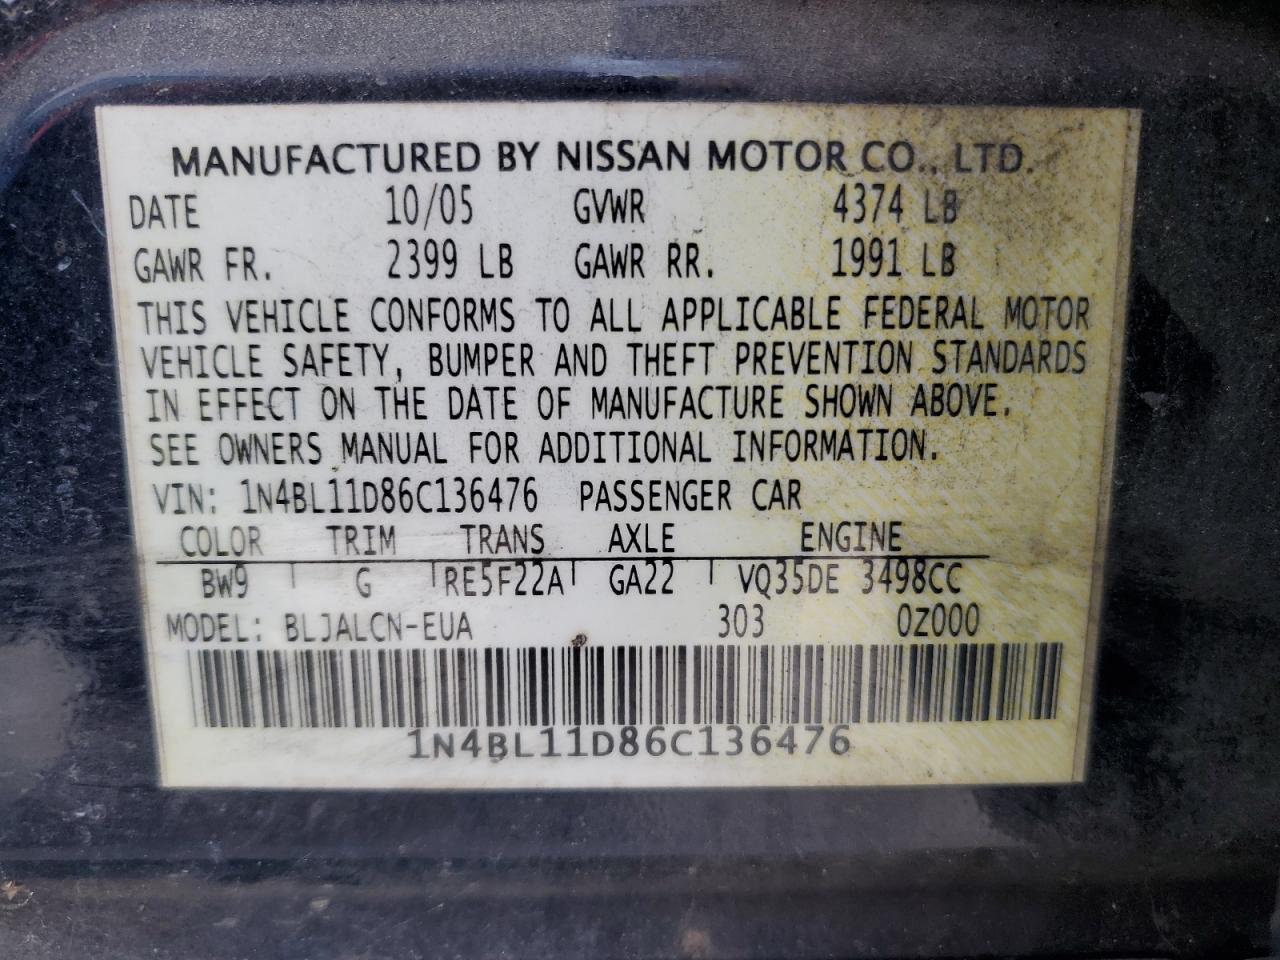 MANUFACTURED BY NISSAN MOTOR CO., LTD.
DATE 10/05 GVWR 4374 LB
GAWR FR. 2399 LB GAWR RR. 1991 LB
THIS VEHICLE CONFORMS TO ALL APPLICABLE FEDERAL MOTOR
VEHICLE SAFETY, BUMPER AND THEFT PREVENTION STANDARDS
IN EFFECT ON THE DATE OF MANUFACTURE SHOWN ABOVE.
SEE OWNERS MANUAL FOR ADDITIONAL INFORMATION.
VIN: 1N4BL11D86C136476 PASSENGER CAR
COLOR TRIM TRANS AXLE ENGINE
BW9 G RE5F22A GA22 VQ35DE 3498CC
MODEL: BLJALCN-EUA 303 0Z000
1N4BL11D86C136476